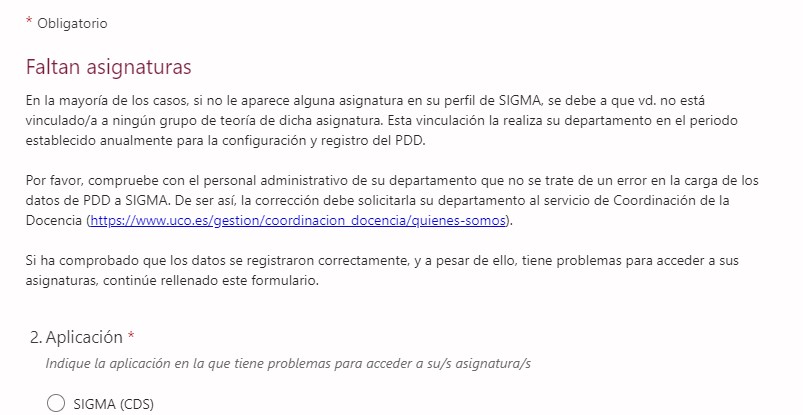 * Obligatorio
Faltan asignaturas
En la mayoría de los casos, si no le aparece alguna asignatura en su perfil de SIGMA, se debe a que vd. no está
vinculado/a a ningún grupo de teoría de dicha asignatura. Esta vinculación la realiza su departamento en el periodo
establecido anualmente para la configuración y registro del PDD.
Por favor, compruebe con el personal administrativo de su departamento que no se trate de un error en la carga de los
datos de PDD a SIGMA. De ser así, la corrección debe solicitarla su departamento al servicio de Coordinación de la
Docencia (https://www.uco.es/gestion/coordinacion_docencia/quienes-somos).
Si ha comprobado que los datos se registraron correctamente, y a pesar de ello, tiene problemas para acceder a sus
asignaturas, continúe rellenado este formulario.
2. Aplicación *
Indique la aplicación en la que tiene problemas para acceder a su/s asignatura/s
SIGMA (CDS)